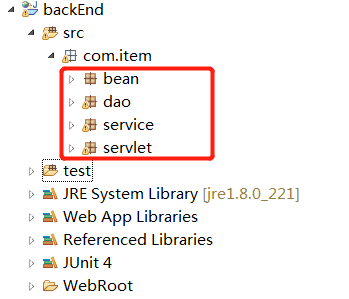 backEnd
src
com.item
bean
dao
service
servlet
test
JRE System Library [jre1.8.0_221]
Web App Libraries
Referenced Libraries
JUnit 4
WebRoot